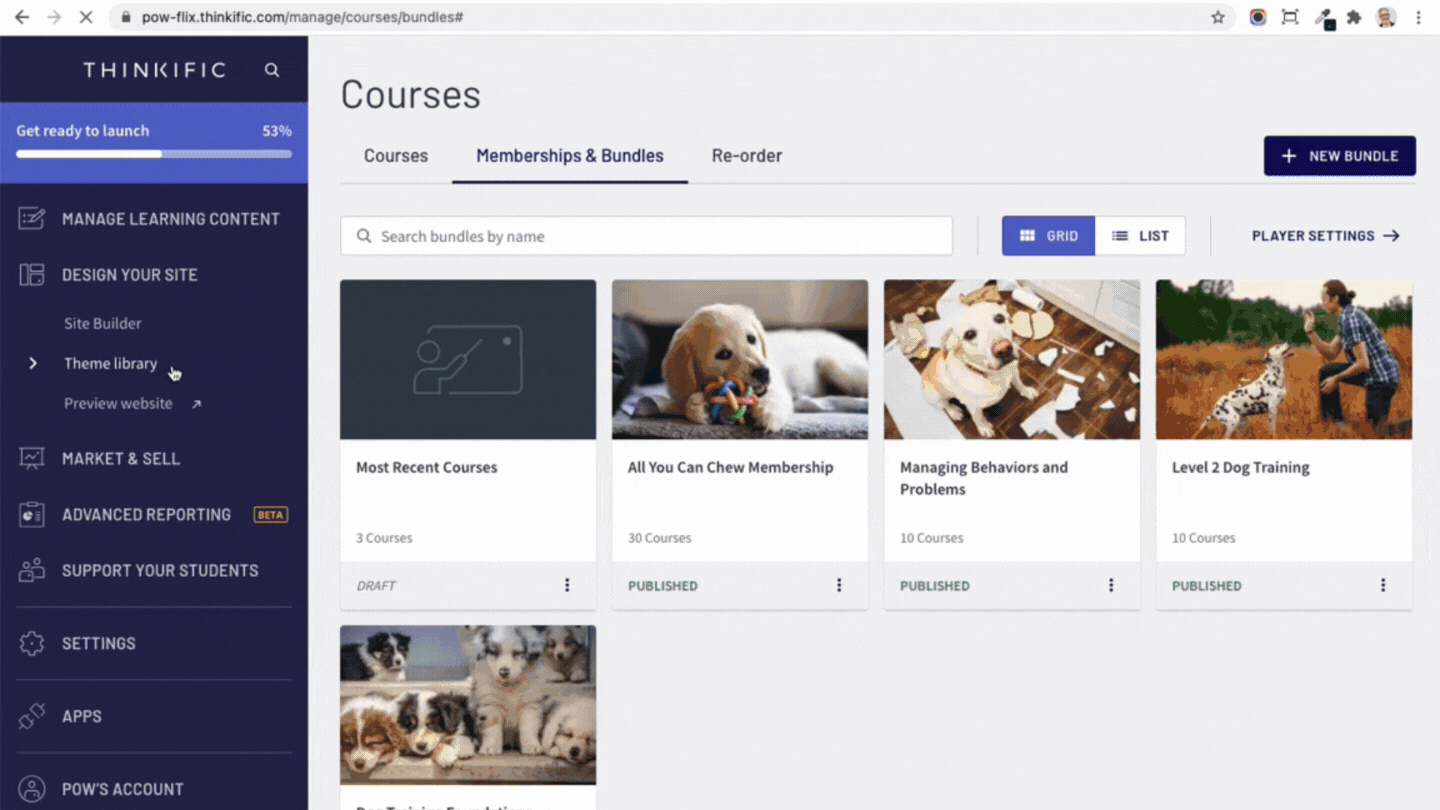 pow-flix.thinkific.com/manage/courses/bundles#
THINKIFIC
Get ready to launch 53%
MANAGE LEARNING CONTENT
DESIGN YOUR SITE
Site Builder
Theme library
Preview website
MARKET & SELL
ADVANCED REPORTING BETA
SUPPORT YOUR STUDENTS
SETTINGS
APPS
POW'S ACCOUNT
Courses
Courses Memberships & Bundles Re-order
NEW BUNDLE
Search bundles by name
GRID LIST
PLAYER SETTINGS
Most Recent Courses
3 Courses
DRAFT
All You Can Chew Membership
30 Courses
PUBLISHED
Managing Behaviors and
Problems
10 Courses
PUBLISHED
Level 2 Dog Training
10 Courses
PUBLISHED
Dog Training Foundations